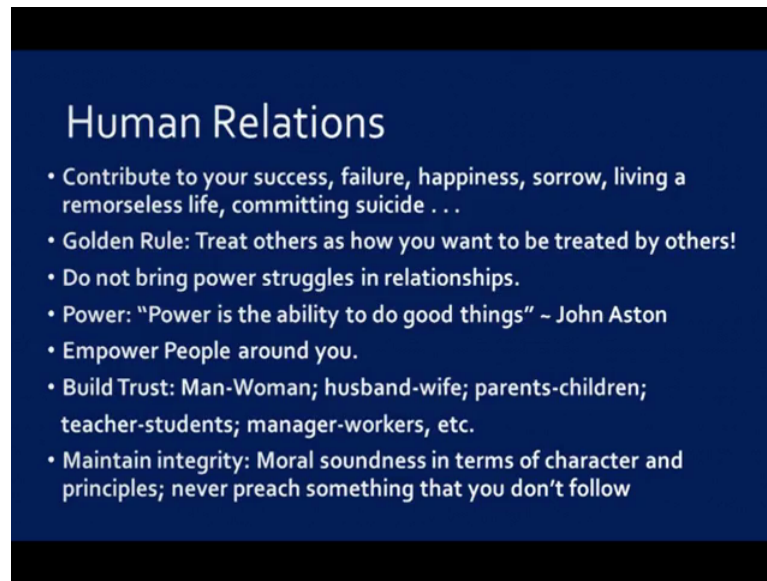 Human Relations
• Contribute to your success, failure, happiness, sorrow, living a
remorseless life, committing suicide . . .
• Golden Rule: Treat others as how you want to be treated by others!
• Do not bring power struggles in relationships.
• Power: “Power is the ability to do good things” ~ John Aston
• Empower People around you.
• Build Trust: Man-Woman; husband-wife; parents-children;
teacher-students; manager-workers, etc.
• Maintain integrity: Moral soundness in terms of character and
principles; never preach something that you don’t follow